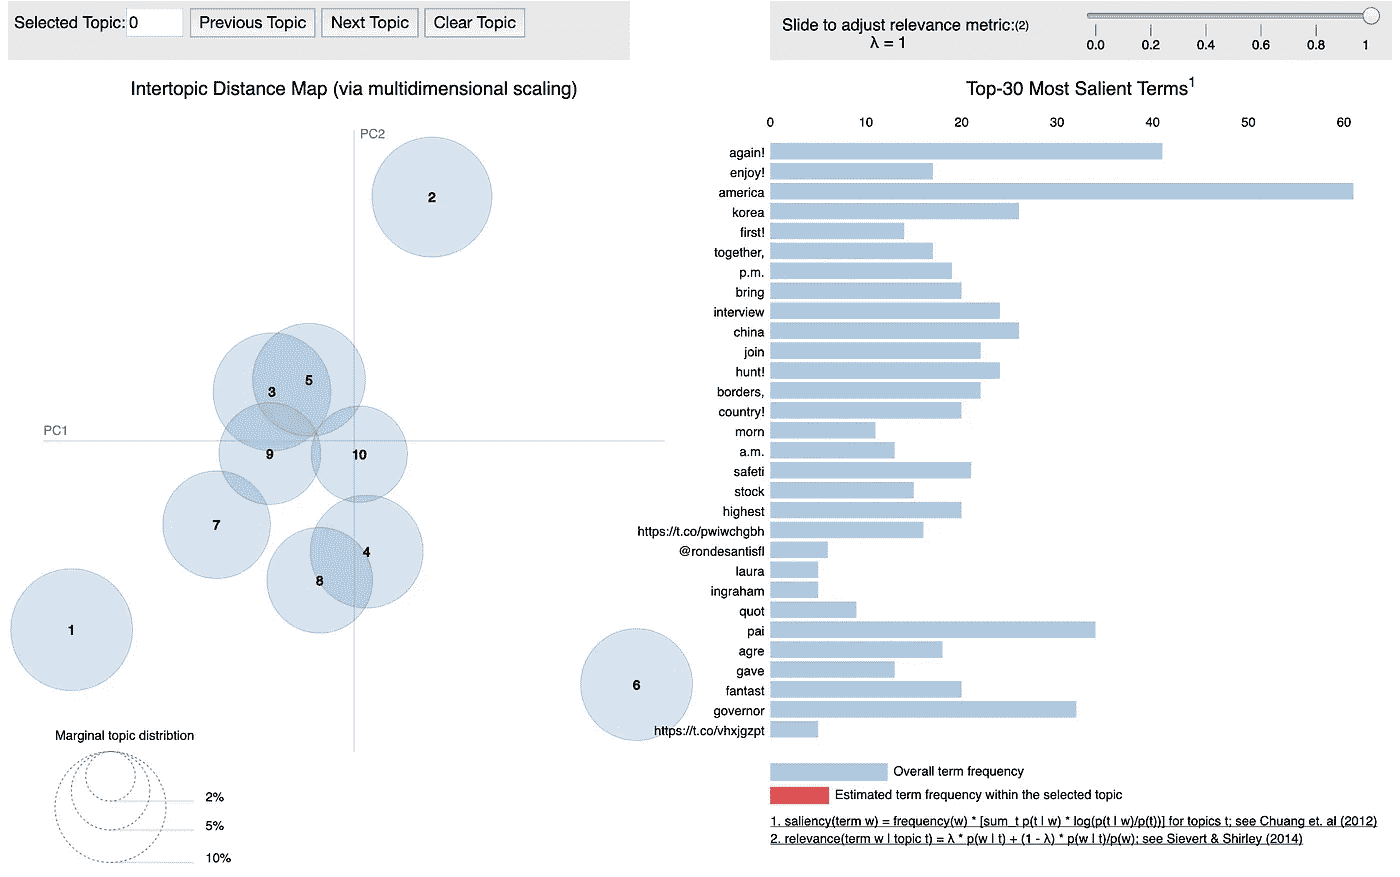 Selected Topic: 0 Previous Topic Next Topic Clear Topic
Slide to adjust relevance metric:(2)
λ = 1
0.0 0.2 0.4 0.6 0.8 1
Intertopic Distance Map (via multidimensional scaling)
PC2
PC1
2
5
3
9
10
7
4
8
1
6
Marginal topic distribtion
2%
5%
10%
Top-30 Most Salient Terms1
0 10 20 30 40 50 60
again!
enjoy!
america
korea
first!
together,
p.m.
bring
interview
china
join
hunt!
borders,
country!
morn
a.m.
safeti
stock
highest
https://t.co/pwiwchgbh
@rondesantisfl
laura
ingraham
quot
pai
agre
gave
fantast
governor
https://t.co/vhxjgzpt
Overall term frequency
Estimated term frequency within the selected topic
1. saliency(term w) = frequency(w) * [sum_t p(t | w) * log(p(t | w)/p(t))] for topics t; see Chuang et. al (2012)
2. relevance(term w | topic t) = λ * p(w | t) + (1 - λ) * p(w | t)/p(w); see Sievert & Shirley (2014)